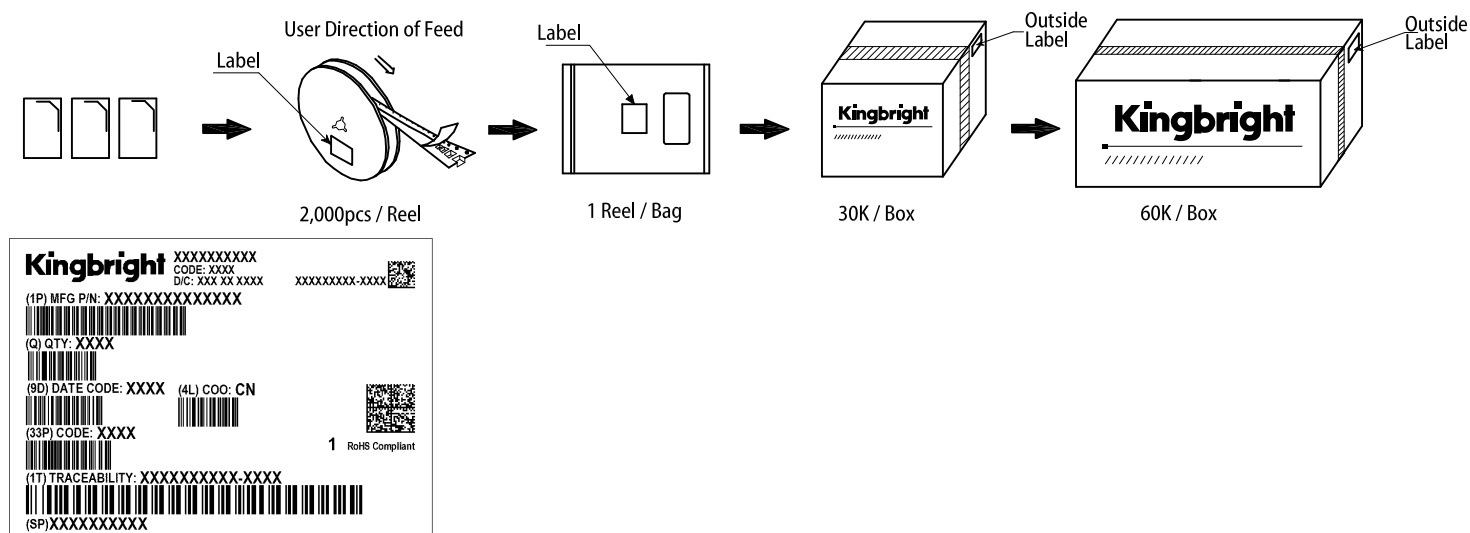 User Direction of Feed
Label
2,000pcs / Reel
Label
1 Reel / Bag
Outside
Label
Kingbright
30K / Box
Outside
Label
Kingbright
60K / Box
Kingbright
XXXXXXXXXX
CODE: XXXX
D/C: XXX XX XXXX
XXXXXXXXX-XXXX
(1P) MFG P/N: XXXXXXXXXXXXXX
(Q) QTY: XXXX
(9D) DATE CODE: XXXX
(4L) COO: CN
(33P) CODE: XXXX
1 RoHS Compliant
(1T) TRACEABILITY: XXXXXXXXXX-XXXX
(SP)XXXXXXXXXX